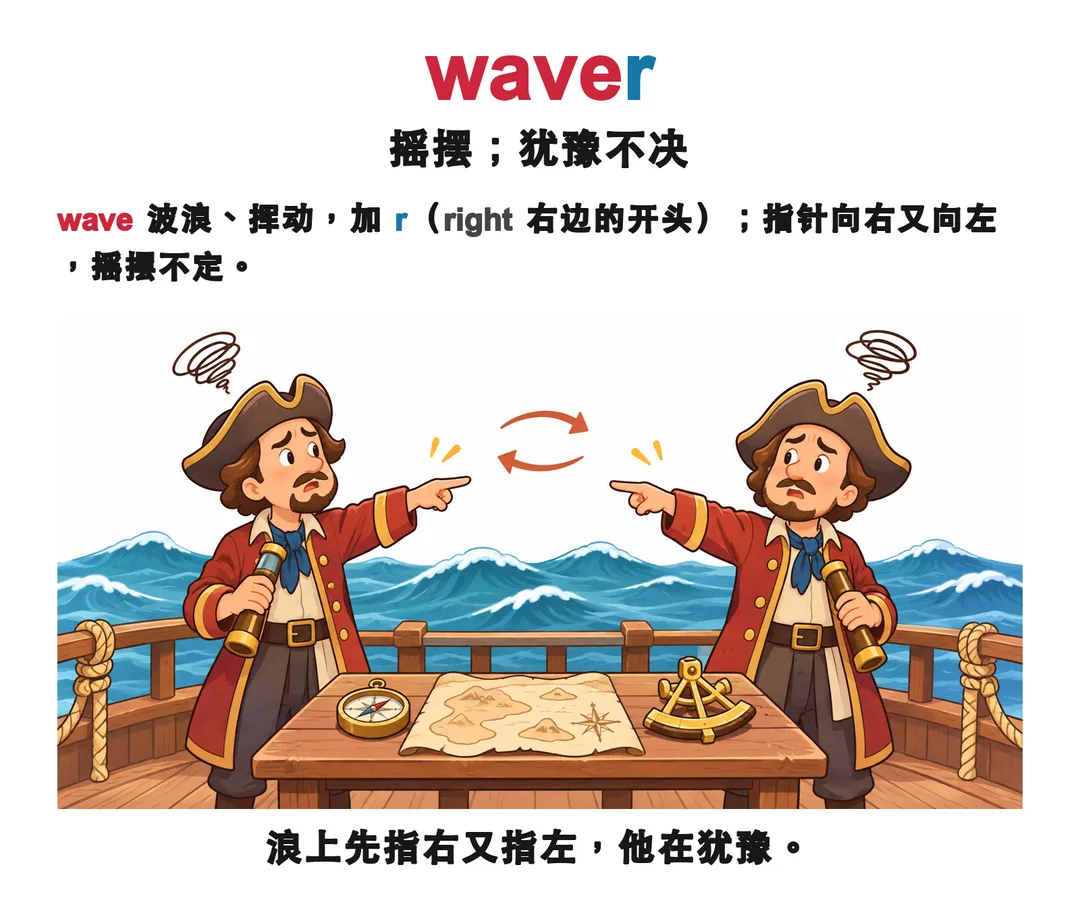 waver
摇摆；犹豫不决
wave 波浪、挥动，加 r（right 右边的开头）；指针向右又向左
，摇摆不定。
浪上先指右又指左，他在犹豫。